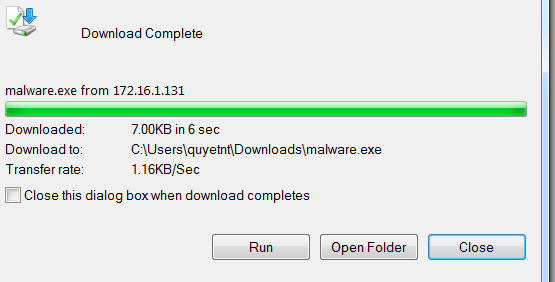 Download Complete
malware.exe from 172.16.1.131
Downloaded: 7.00KB in 6 sec
Download to: C:\Users\quyetnt\Downloads\malware.exe
Transfer rate: 1.16KB/Sec
Close this dialog box when download completes
Run Open Folder Close